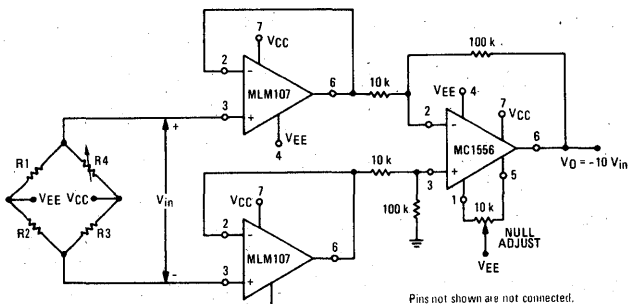 7
VCC
2
−
MLM107
6
3
+
VEE
4
100 k
10 k
VEE
4
2
−
7
VCC
MC1556
6
VO = −10 Vin
3
+
5
1
10 k
NULL
ADJUST
VEE
10 k
100 k
R1
R4
VEE
VCC
R2
R3
+
Vin
−
7
VCC
2
−
MLM107
6
3
+
Pins not shown are not connected.